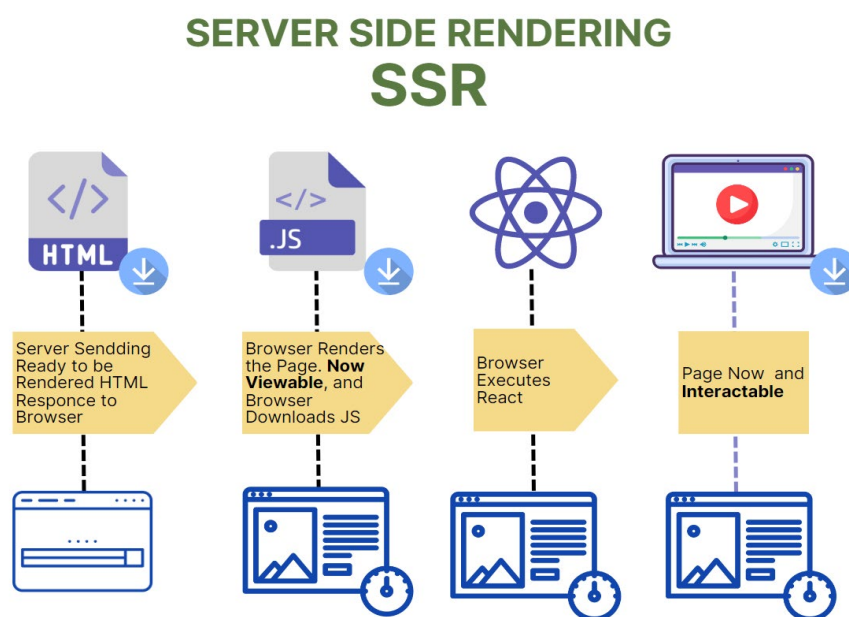 SERVER SIDE RENDERING
SSR
</>
HTML
</>
.JS
Server Sendding
Ready to be
Rendered HTML
Responce to
Browser
Browser Renders
the Page. Now
Viewable, and
Browser
Downloads JS
Browser
Executes
React
Page Now and
Interactable